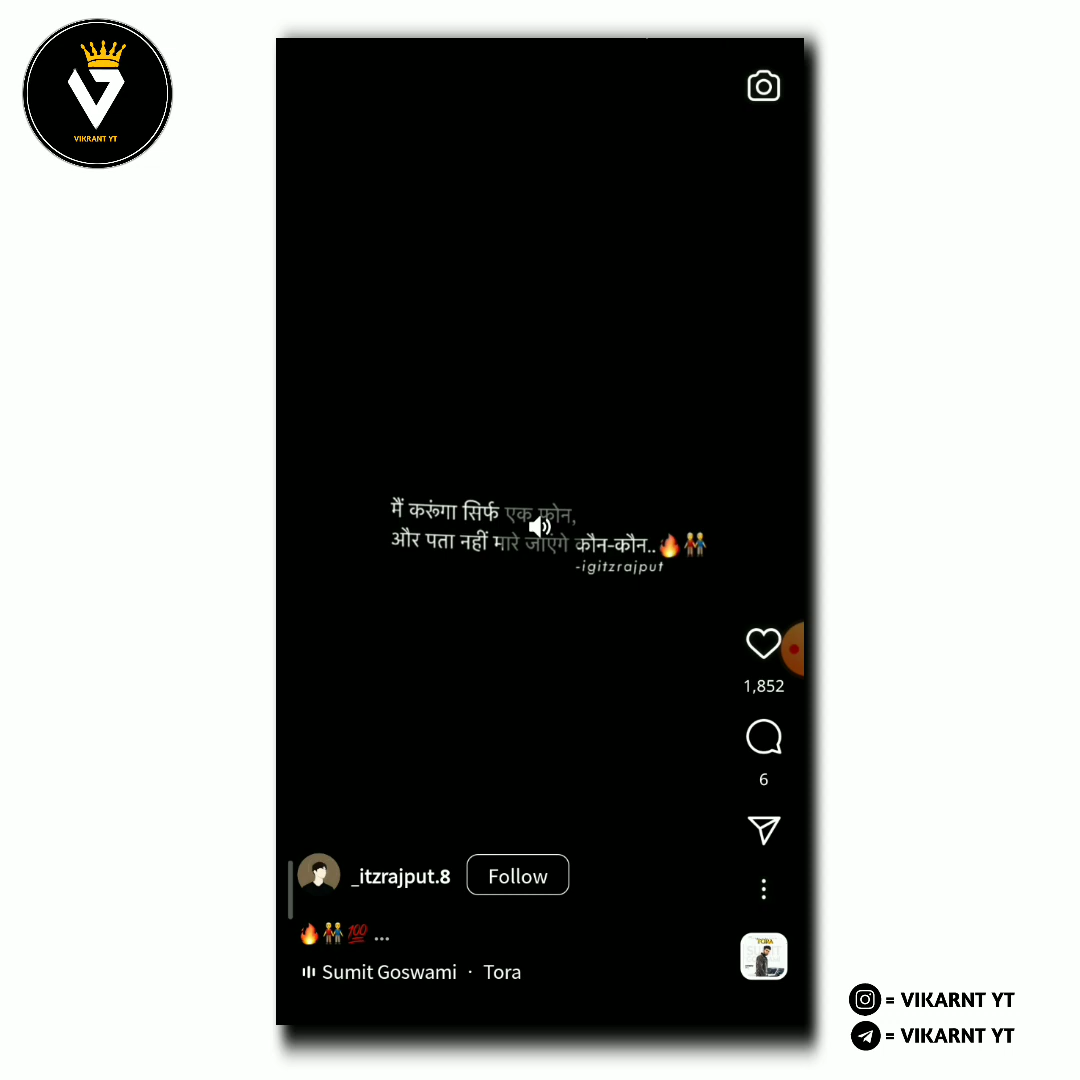 VIKRANT YT
मैं करूंगा सिर्फ एक फ़ोन,
और पता नहीं मारे जाएंगे कौन-कौन..🔥👬
-igitzrajput
1,852
6
_itzrajput.8 Follow
🔥👬💯 ...
Sumit Goswami · Tora
TORA
= VIKARNT YT
= VIKARNT YT